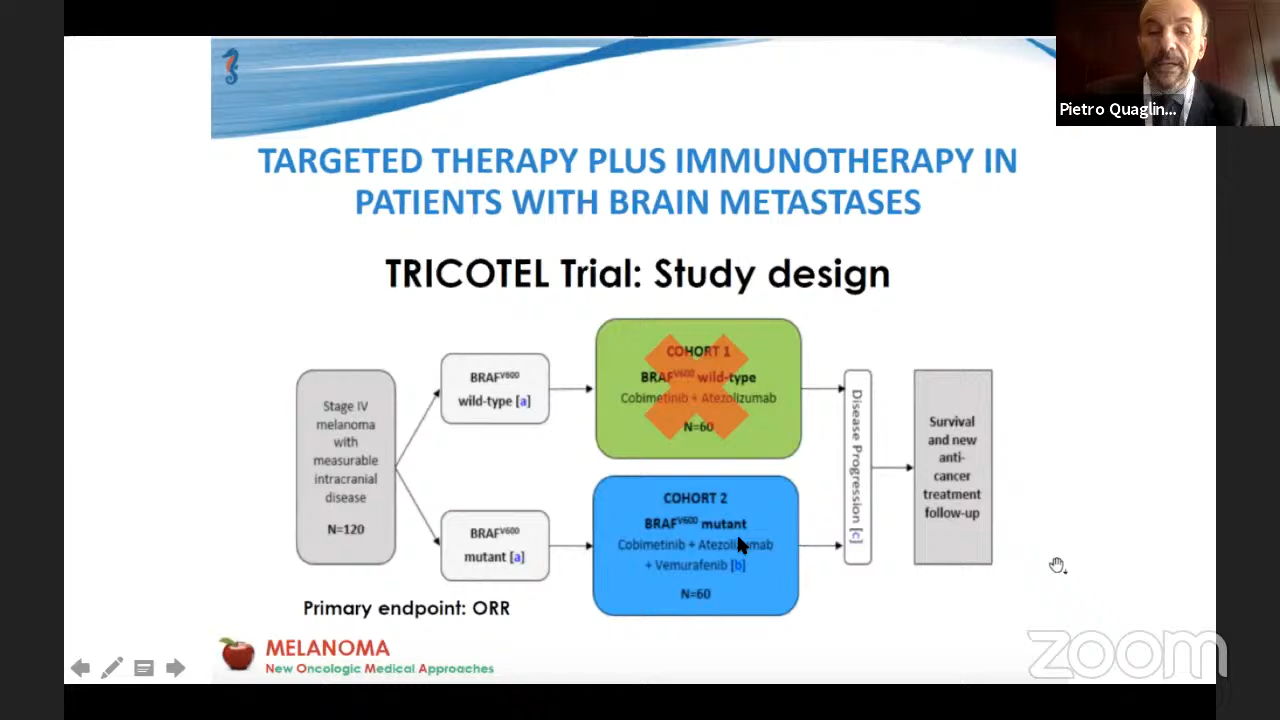 Pietro Quaglin...
TARGETED THERAPY PLUS IMMUNOTHERAPY IN
PATIENTS WITH BRAIN METASTASES
TRICOTEL Trial: Study design
Stage IV
melanoma
with
measurable
intracranial
disease
N=120
BRAFV600
wild-type [a]
BRAFV600
mutant [a]
COHORT 1
BRAFV600 wild-type
Cobimetinib + Atezolizumab
N=60
COHORT 2
BRAFV600 mutant
Cobimetinib + Atezolizumab
+ Vemurafenib [b]
N=60
Disease Progression [c]
Survival
and new
anti-
cancer
treatment
follow-up
Primary endpoint: ORR
MELANOMA
New Oncologic Medical Approaches
zoom